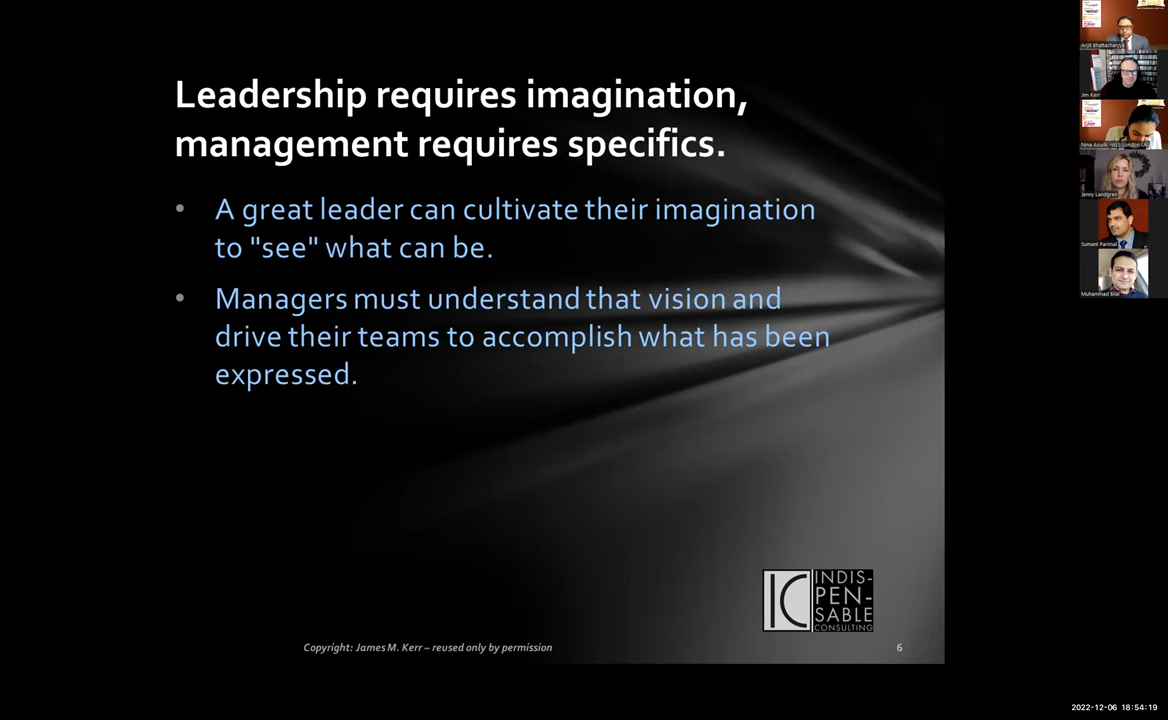 Leadership requires imagination,
management requires specifics.
• A great leader can cultivate their imagination
to "see" what can be.
• Managers must understand that vision and
drive their teams to accomplish what has been
expressed.
IC INDIS-
PEN-
SABLE
CONSULTING
Copyright: James M. Kerr – reused only by permission
6
Arijit Bhattacharyya
Jim Kerr
Jenny Landgren
Sumant Parimal
Muhammad Bilal
2022-12-06 18:54:19